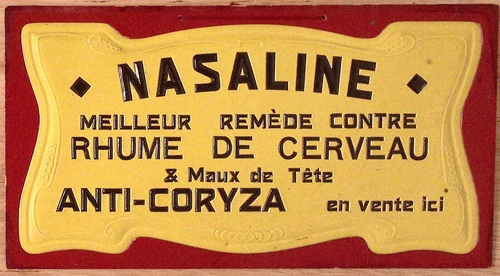 NASALINE
MEILLEUR REMÈDE CONTRE
RHUME DE CERVEAU
& Maux de Tête
ANTI-CORYZA en vente ici